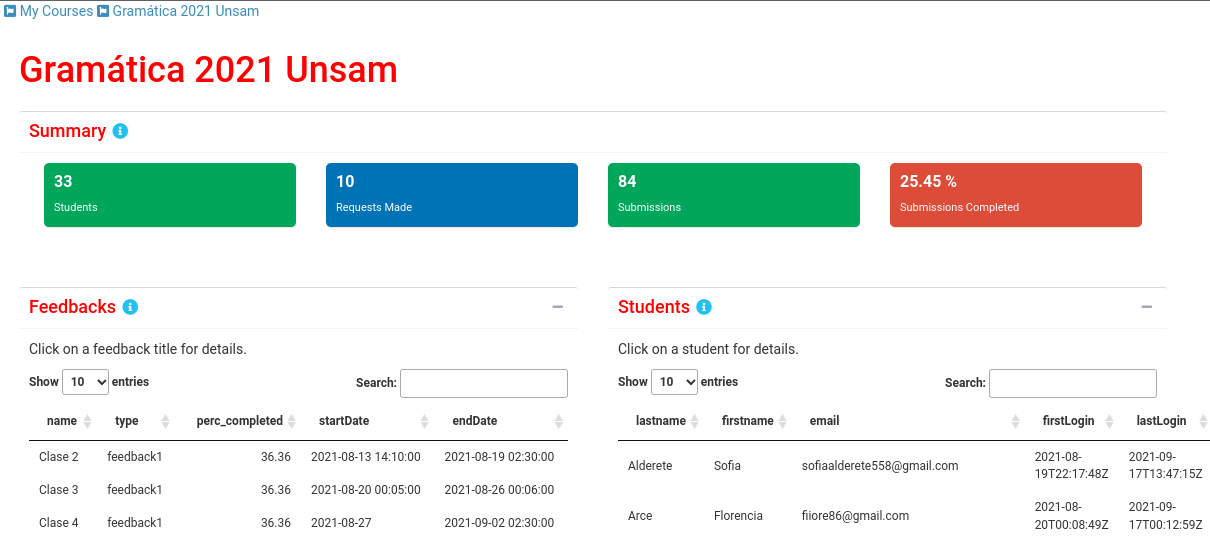 My Courses Gramática 2021 Unsam
Gramática 2021 Unsam
Summary
33
Students
10
Requests Made
84
Submissions
25.45 %
Submissions Completed
Feedbacks
Click on a feedback title for details.
Show 10 entries Search:
name type perc_completed startDate endDate
Clase 2 feedback1 36.36 2021-08-13 14:10:00 2021-08-19 02:30:00
Clase 3 feedback1 36.36 2021-08-20 00:05:00 2021-08-26 00:06:00
Clase 4 feedback1 36.36 2021-08-27 2021-09-02 02:30:00
Students
Click on a student for details.
Show 10 entries Search:
lastname firstname email firstLogin lastLogin
Alderete Sofia sofiaalderete558@gmail.com 2021-08-19T22:17:48Z 2021-09-17T13:47:15Z
Arce Florencia fiiore86@gmail.com 2021-08-20T00:08:49Z 2021-09-17T00:12:59Z